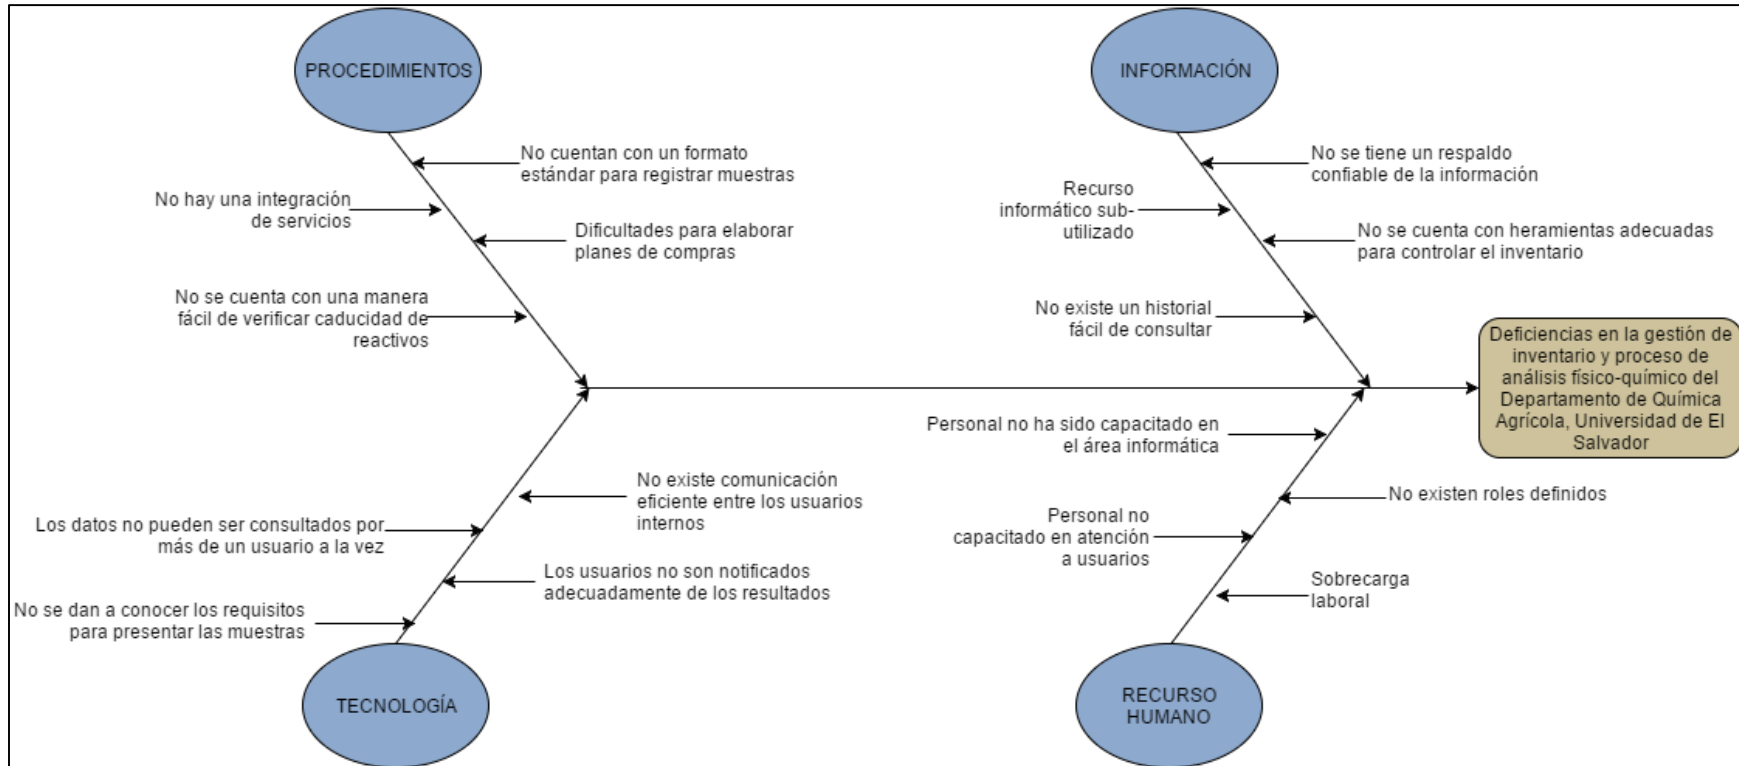 PROCEDIMIENTOS
No cuentan con un formato
estándar para registrar muestras
No hay una integración
de servicios
Dificultades para elaborar
planes de compras
No se cuenta con una manera
fácil de verificar caducidad de
reactivos
INFORMACIÓN
No se tiene un respaldo
confiable de la información
Recurso
informático sub-
utilizado
No se cuenta con heramientas adecuadas
para controlar el inventario
No existe un historial
fácil de consultar
Deficiencias en la gestión de
inventario y proceso de
análisis físico-químico del
Departamento de Química
Agrícola, Universidad de El
Salvador
No existe comunicación
eficiente entre los usuarios
internos
Los datos no pueden ser consultados por
más de un usuario a la vez
Los usuarios no son notificados
adecuadamente de los resultados
No se dan a conocer los requisitos
para presentar las muestras
TECNOLOGÍA
Personal no ha sido capacitado en
el área informática
No existen roles definidos
Personal no
capacitado en atención
a usuarios
Sobrecarga
laboral
RECURSO
HUMANO